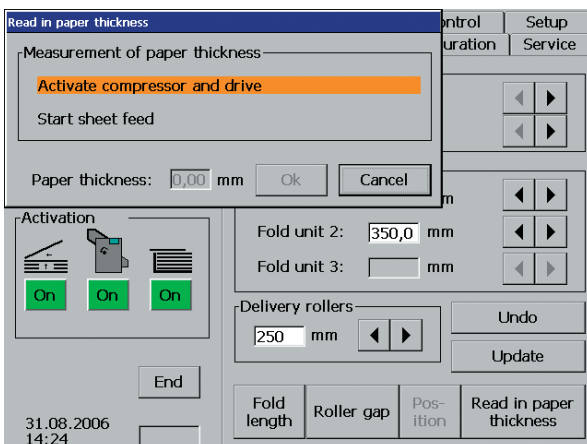 Read in paper thickness
ntrol
Setup
uration
Service
Measurement of paper thickness
Activate compressor and drive
Start sheet feed
Paper thickness: 0,00 mm
Ok
Cancel
m
Activation
Fold unit 2: 350,0 mm
Fold unit 3: mm
On
On
On
Delivery rollers
250 mm
Undo
Update
End
Fold
length
Roller gap
Pos-
ition
Read in paper
thickness
31.08.2006
14:24